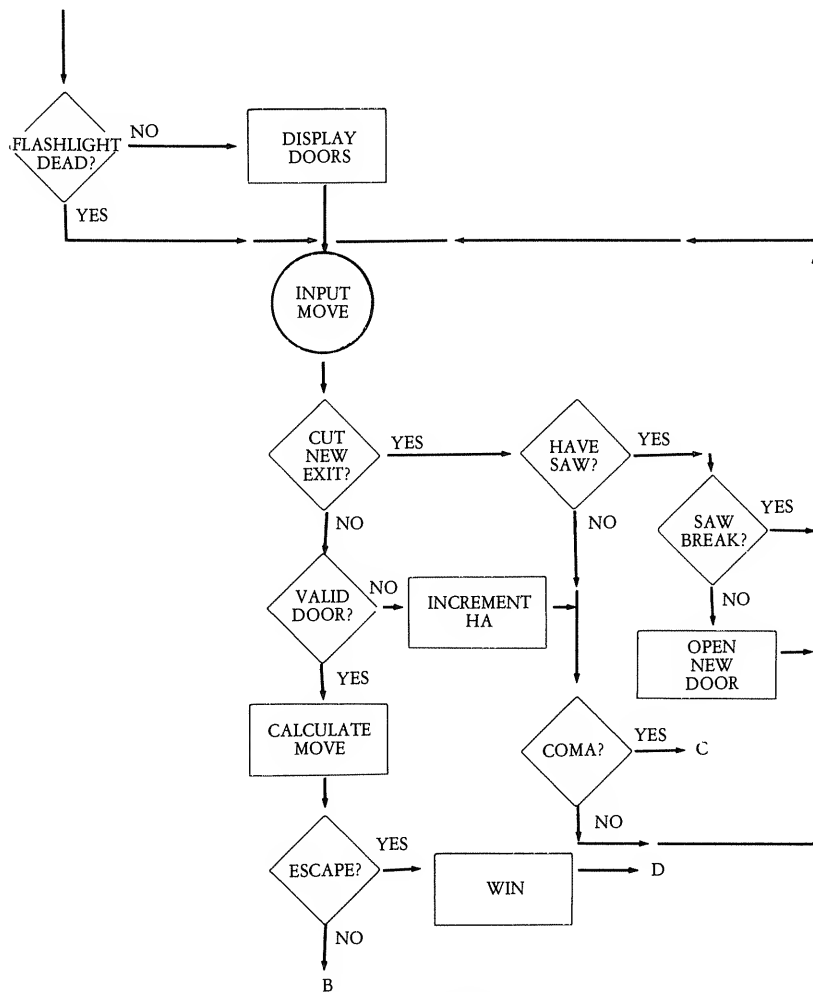 FLASHLIGHT
DEAD?
NO
DISPLAY
DOORS
YES
INPUT
MOVE
CUT
NEW
EXIT?
YES
HAVE
SAW?
YES
SAW
BREAK?
YES
NO
NO
NO
VALID
DOOR?
NO
INCREMENT
HA
OPEN
NEW
DOOR
YES
CALCULATE
MOVE
COMA?
YES
C
NO
ESCAPE?
YES
WIN
D
NO
B